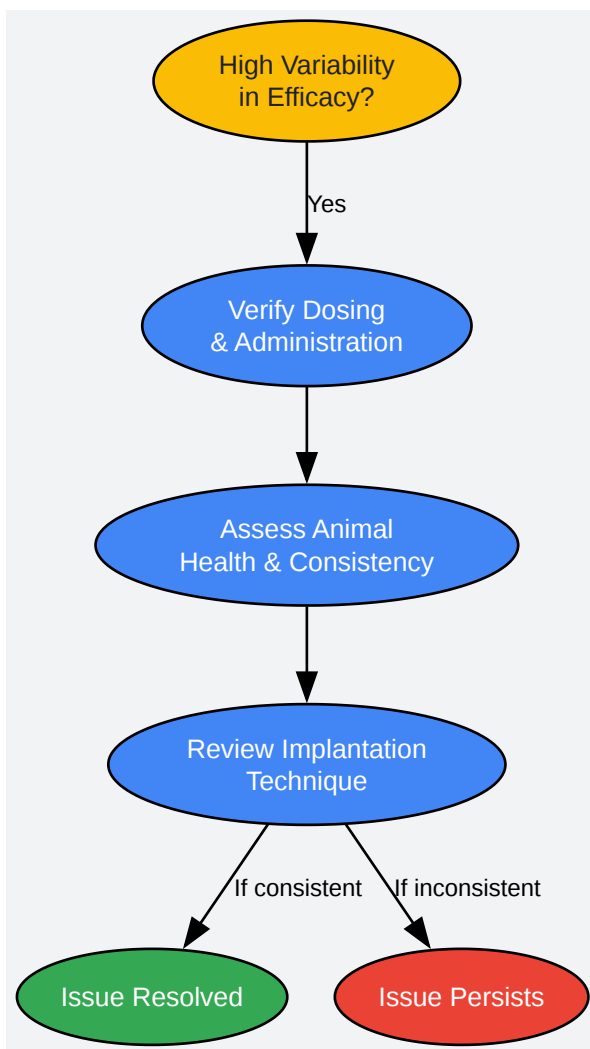 High Variability
in Efficacy?
Yes
Verify Dosing
& Administration
Assess Animal
Health & Consistency
Review Implantation
Technique
If consistent
If inconsistent
Issue Resolved
Issue Persists